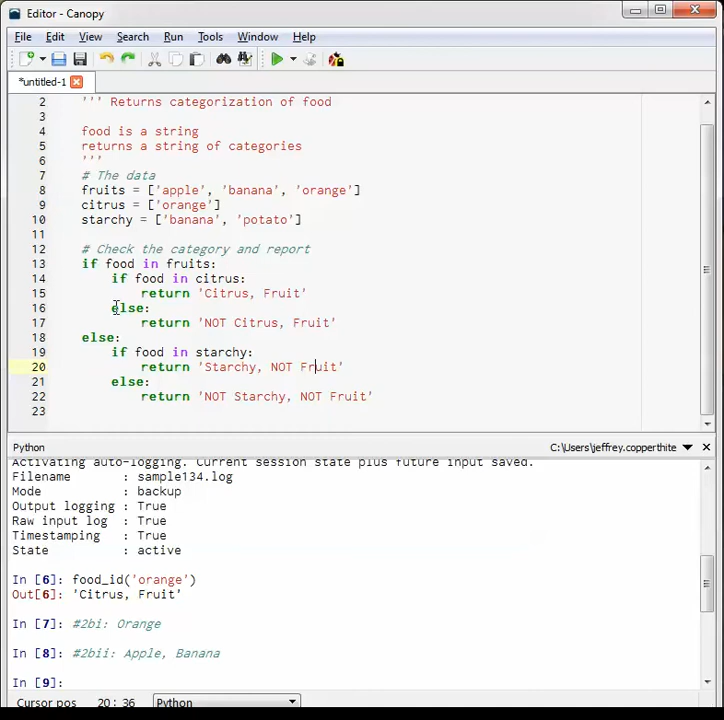 Editor - Canopy
File Edit View Search Run Tools Window Help
*untitled-1
2 ''' Returns categorization of food
3
4 food is a string
5 returns a string of categories
6 '''
7 # The data
8 fruits = ['apple', 'banana', 'orange']
9 citrus = ['orange']
10 starchy = ['banana', 'potato']
11
12 # Check the category and report
13 if food in fruits:
14 if food in citrus:
15 return 'Citrus, Fruit'
16 else:
17 return 'NOT Citrus, Fruit'
18 else:
19 if food in starchy:
20 return 'Starchy, NOT Fruit'
21 else:
22 return 'NOT Starchy, NOT Fruit'
23
Python C:\Users\jeffrey.copperthite
Activating auto-logging. Current session state plus future input saved.
Filename : sample134.log
Mode : backup
Output logging : True
Raw input log : True
Timestamping : True
State : active
In [6]: food_id('orange')
Out[6]: 'Citrus, Fruit'
In [7]: #2bi: Orange
In [8]: #2bii: Apple, Banana
In [9]:
Cursor pos 20 : 36 Python